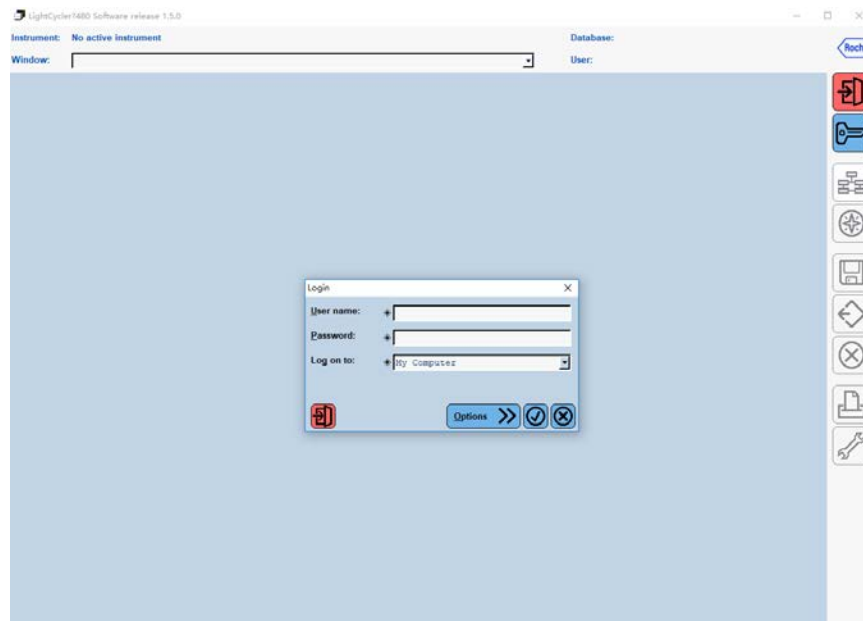 LightCycler480 Software release 1.5.0
Instrument: No active instrument
Database:
Window:
User:
Roch
Login
User name:
Password:
Log on to:
My Computer
Options